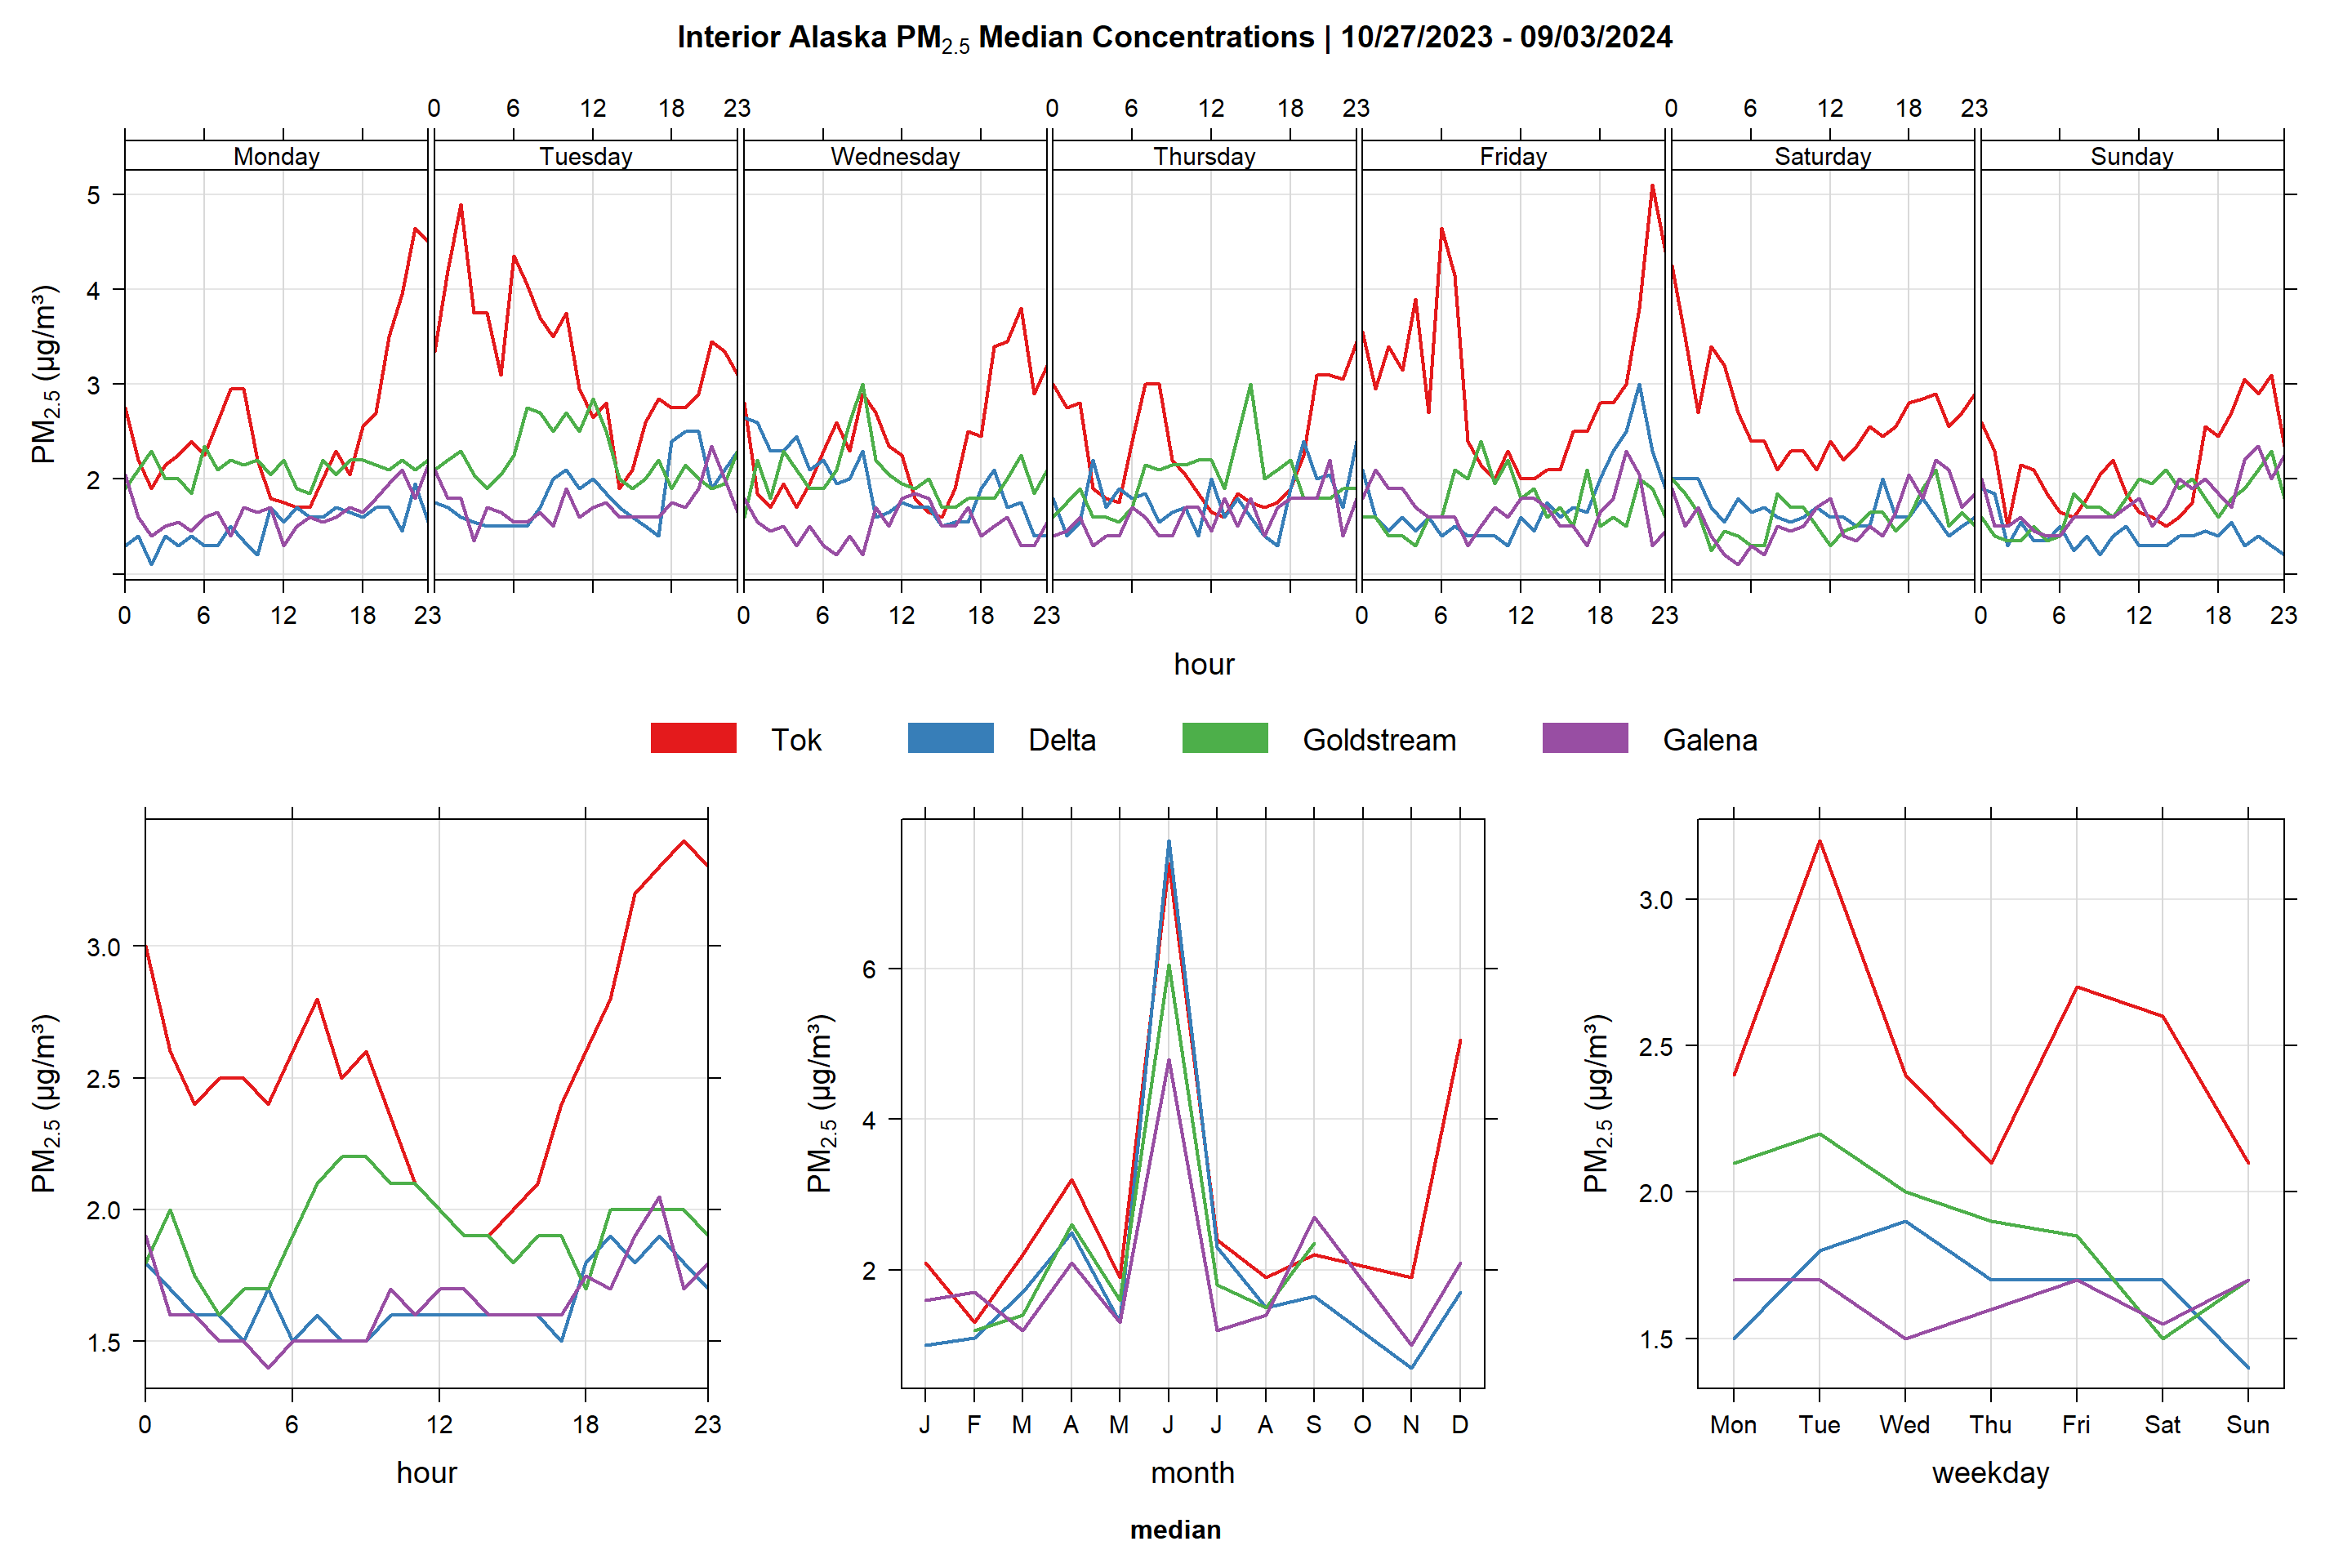 Interior Alaska PM2.5 Median Concentrations | 10/27/2023 - 09/03/2024
0 6 12 18 23 0 6 12 18 23 0 6 12 18 23
Monday Tuesday Wednesday Thursday Friday Saturday Sunday
5
4
3
2
PM2.5 (µg/m³)
0 6 12 18 23 0 6 12 18 23 0 6 12 18 23 0 6 12 18 23
hour
Tok Delta Goldstream Galena
PM2.5 (µg/m³)
3.0
2.5
2.0
1.5
0 6 12 18 23
hour
PM2.5 (µg/m³)
6
4
2
J F M A M J J A S O N D
month
PM2.5 (µg/m³)
3.0
2.5
2.0
1.5
Mon Tue Wed Thu Fri Sat Sun
weekday
median